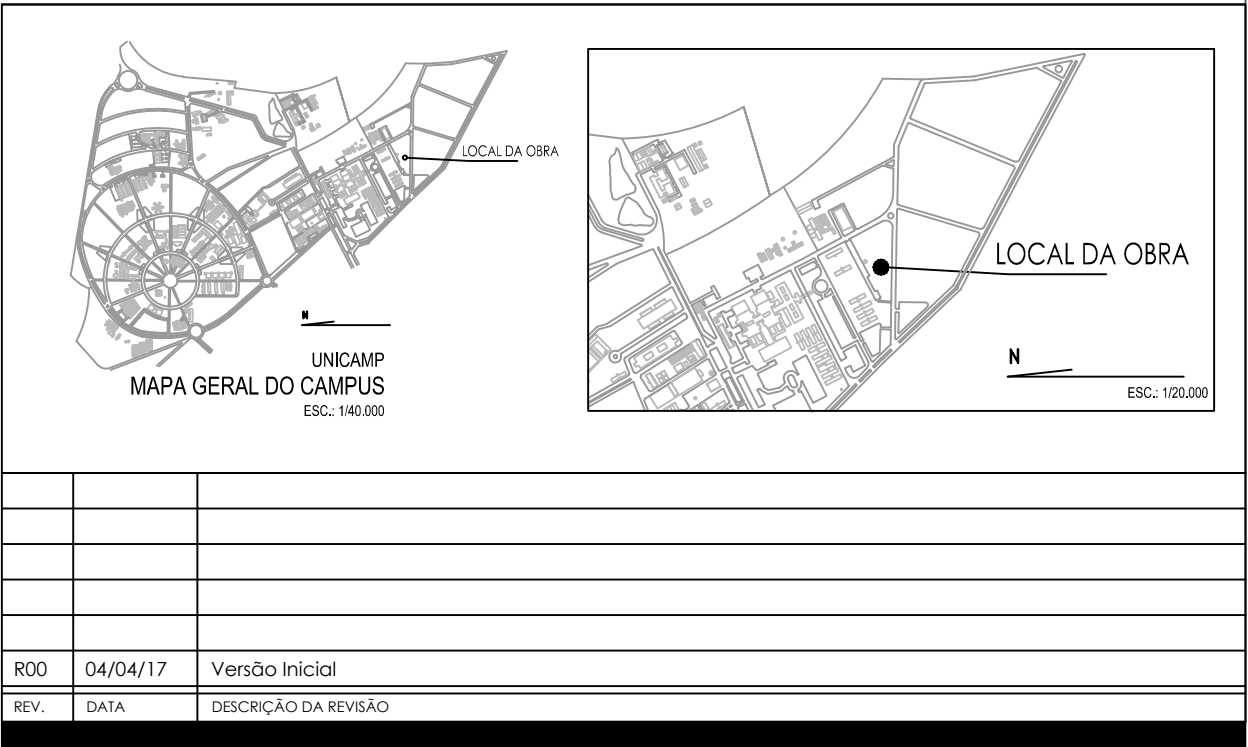 LOCAL DA OBRA
N
UNICAMP
MAPA GERAL DO CAMPUS
ESC.: 1/40.000
LOCAL DA OBRA
N
ESC.: 1/20.000
R00 04/04/17 Versão Inicial
REV. DATA DESCRIÇÃO DA REVISÃO